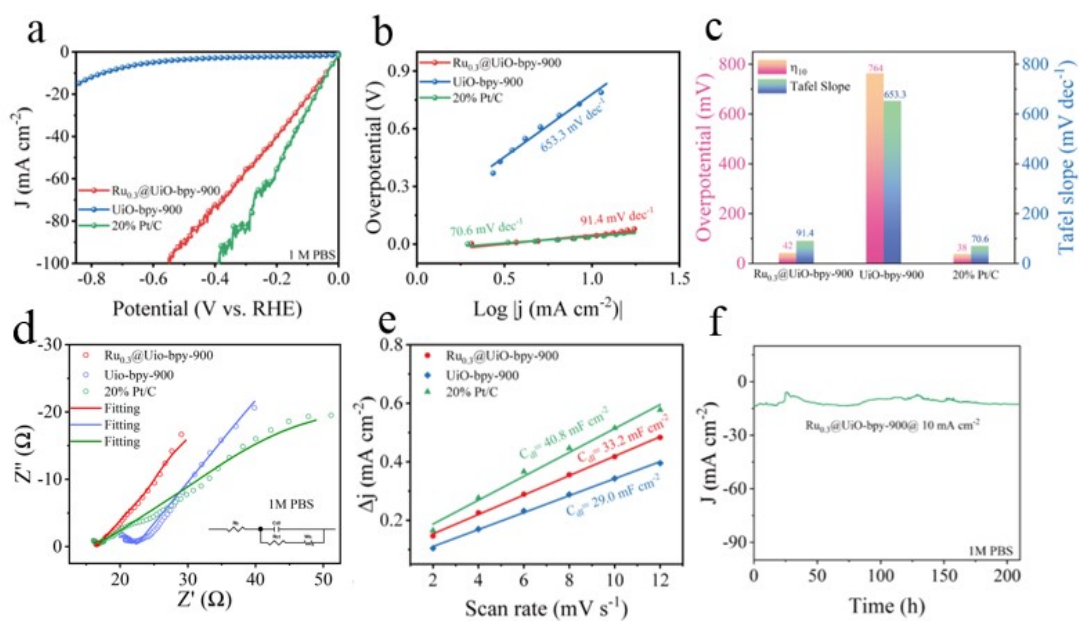 a
0
-20
-40
-60
-80
-100
J (mA cm⁻²)
Ru₀.₃@UiO-bpy-900
UiO-bpy-900
20% Pt/C
1 M PBS
-0.8
-0.6
-0.4
-0.2
0.0
Potential (V vs. RHE)
b
0.9
0.6
0.3
0.0
Overpotential (V)
Ru₀.₃@UiO-bpy-900
UiO-bpy-900
20% Pt/C
653.3 mV dec⁻¹
70.6 mV dec⁻¹
91.4 mV dec⁻¹
0.0
0.5
1.0
1.5
Log |j (mA cm⁻²)|
c
800
600
400
200
0
Overpotential (mV)
η₁₀
Tafel Slope
42
91.4
764
653.3
38
70.6
Ru₀.₃@UiO-bpy-900
UiO-bpy-900
20% Pt/C
800
600
400
200
0
Tafel slope (mV dec⁻¹)
d
-30
-20
-10
0
Z'' (Ω)
Ru₀.₃@Uio-bpy-900
Uio-bpy-900
20% Pt/C
Fitting
Fitting
Fitting
1M PBS
20
30
40
50
Z' (Ω)
e
0.8
0.6
0.4
0.2
Δj (mA cm⁻²)
Ru₀.₃@UiO-bpy-900
UiO-bpy-900
20% Pt/C
C_dl= 40.8 mF cm⁻²
C_dl= 33.2 mF cm⁻²
C_dl= 29.0 mF cm⁻²
2
4
6
8
10
12
Scan rate (mV s⁻¹)
f
0
-30
-60
-90
J (mA cm⁻²)
Ru₀.₃@UiO-bpy-900@ 10 mA cm⁻²
1M PBS
0
50
100
150
200
Time (h)